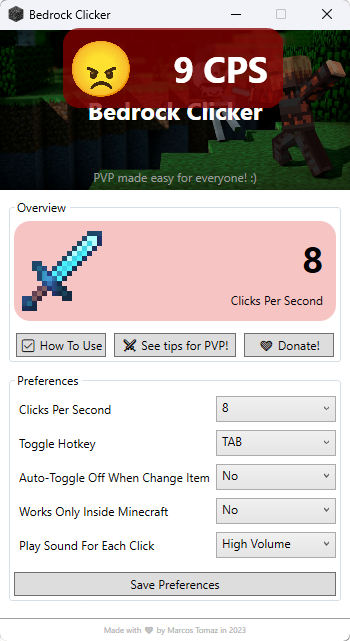 Bedrock Clicker
9 CPS
Bedrock Clicker
PVP made easy for everyone! :)
Overview
8
Clicks Per Second
How To Use
See tips for PVP!
Donate!
Preferences
Clicks Per Second 8
Toggle Hotkey TAB
Auto-Toggle Off When Change Item No
Works Only Inside Minecraft No
Play Sound For Each Click High Volume
Save Preferences
Made with by Marcos Tomaz in 2023